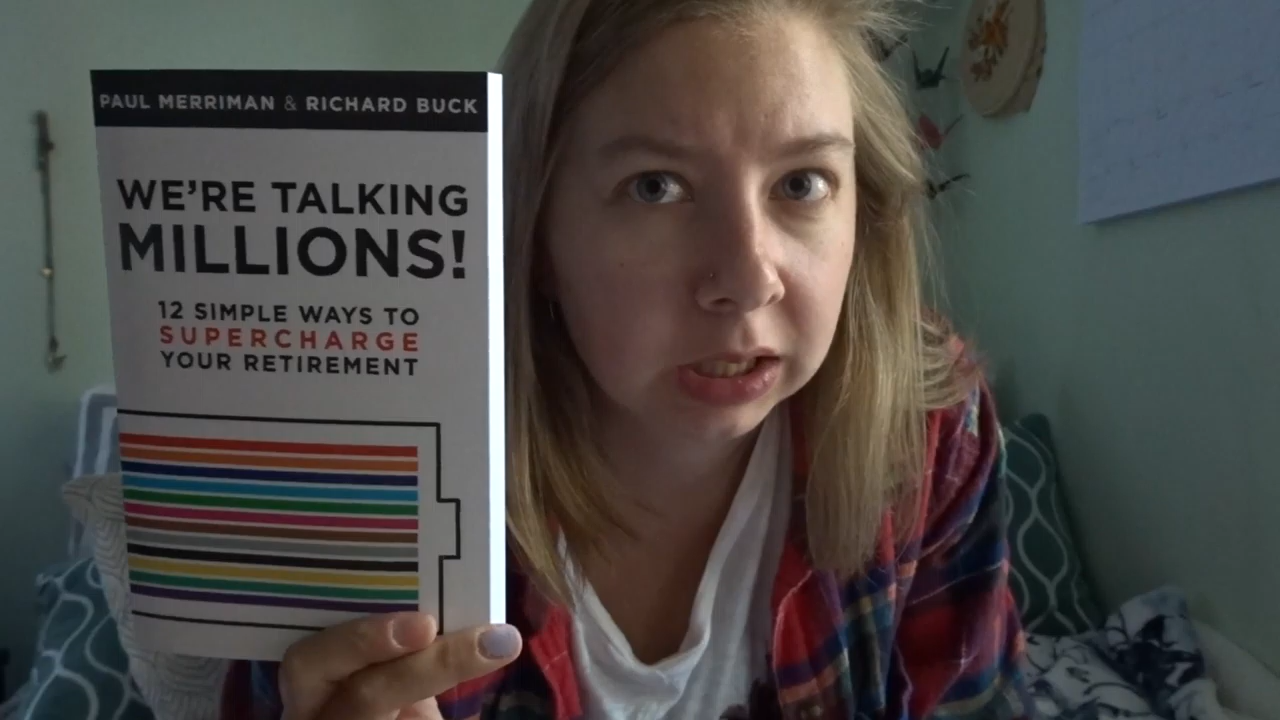 PAUL MERRIMAN & RICHARD BUCK
WE'RE TALKING
MILLIONS!
12 SIMPLE WAYS TO
SUPERCHARGE
YOUR RETIREMENT